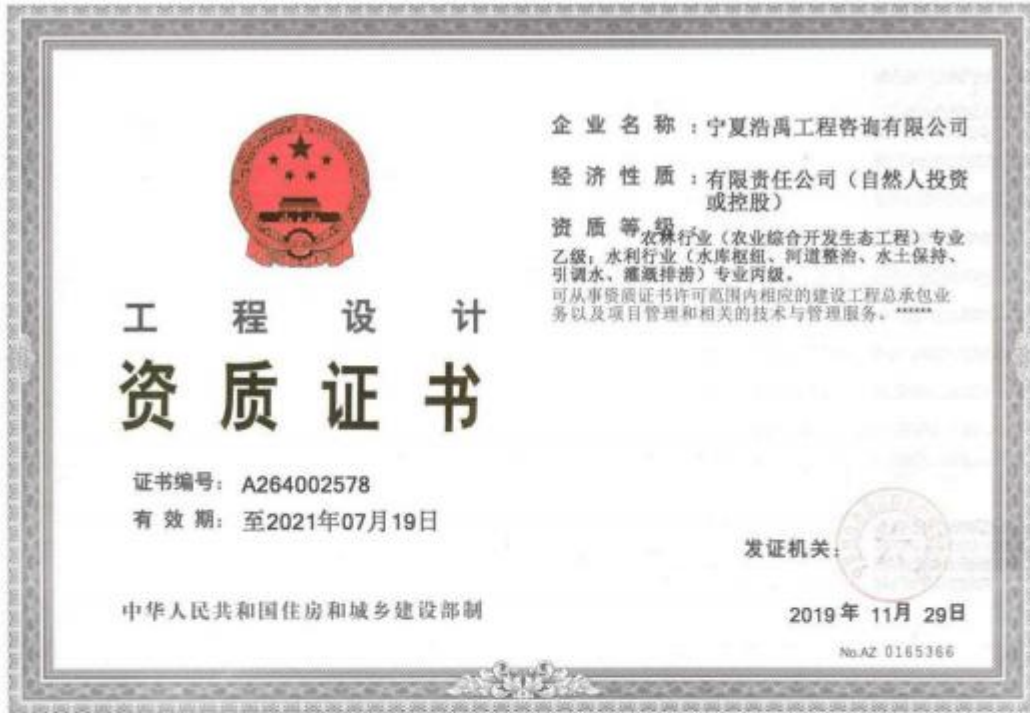 企业名称：宁夏浩禹工程咨询有限公司
经济性质：有限责任公司（自然人投资
或控股）
资质等级：
农林行业（农业综合开发生态工程）专业
乙级；水利行业（水库枢纽、河道整治、水土保持、
引调水、灌溉排涝）专业丙级。
可从事资质证书许可范围内相应的建设工程总承包业
务以及项目管理和相关的技术与管理服务。******
工程设计
资质证书
证书编号：A264002578
有效期：至2021年07月19日
中华人民共和国住房和城乡建设部制
发证机关：
2019年11月29日
No.AZ 0165366